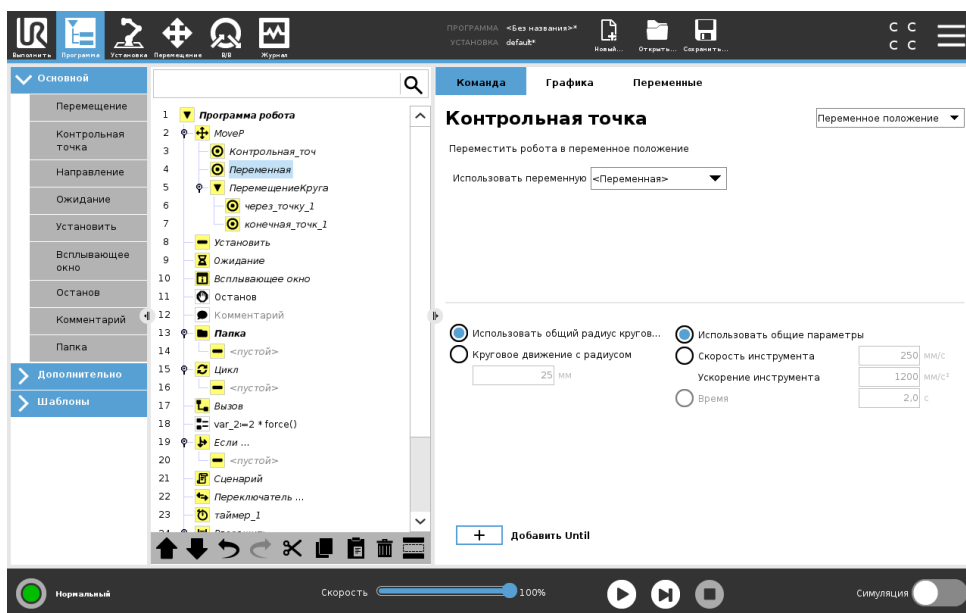 ПРОГРАММА <Без названия>*
УСТАНОВКА default*
Выполнить
Программа
Установка
Перемещение
В/В
Журнал
Новый...
Открыть...
Сохранить...
C C
C C
Основной
Перемещение
Контрольная
точка
Направление
Ожидание
Установить
Всплывающее
окно
Останов
Комментарий
Папка
Дополнительно
Шаблоны
1 Программа робота
2 MoveP
3 Контрольная_точ
4 Переменная
5 ПеремещениеКруга
6 через_точку_1
7 конечная_точк_1
8 Установить
9 Ожидание
10 Всплывающее окно
11 Останов
12 Комментарий
13 Папка
14 <пустой>
15 Цикл
16 <пустой>
17 Вызов
18 var_2≔2 * force()
19 Если ...
20 <пустой>
21 Сценарий
22 Переключатель ...
23 таймер_1
Команда
Графика
Переменные
Контрольная точка
Переменное положение
Переместить робота в переменное положение
Использовать переменную <Переменная>
Использовать общий радиус кругов...
Круговое движение с радиусом
25 мм
Использовать общие параметры
Скорость инструмента 250 мм/с
Ускорение инструмента 1200 мм/с²
Время 2,0 с
+ Добавить Until
Нормальный
Скорость 100%
Симуляция